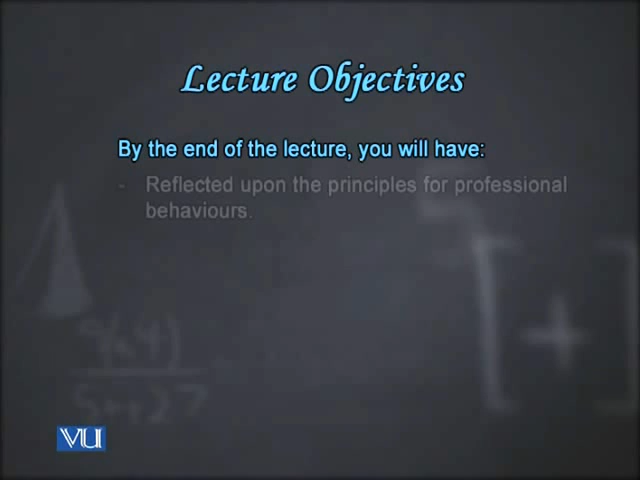 Lecture Objectives
By the end of the lecture, you will have:
- Reflected upon the principles for professional
behaviours.
VU